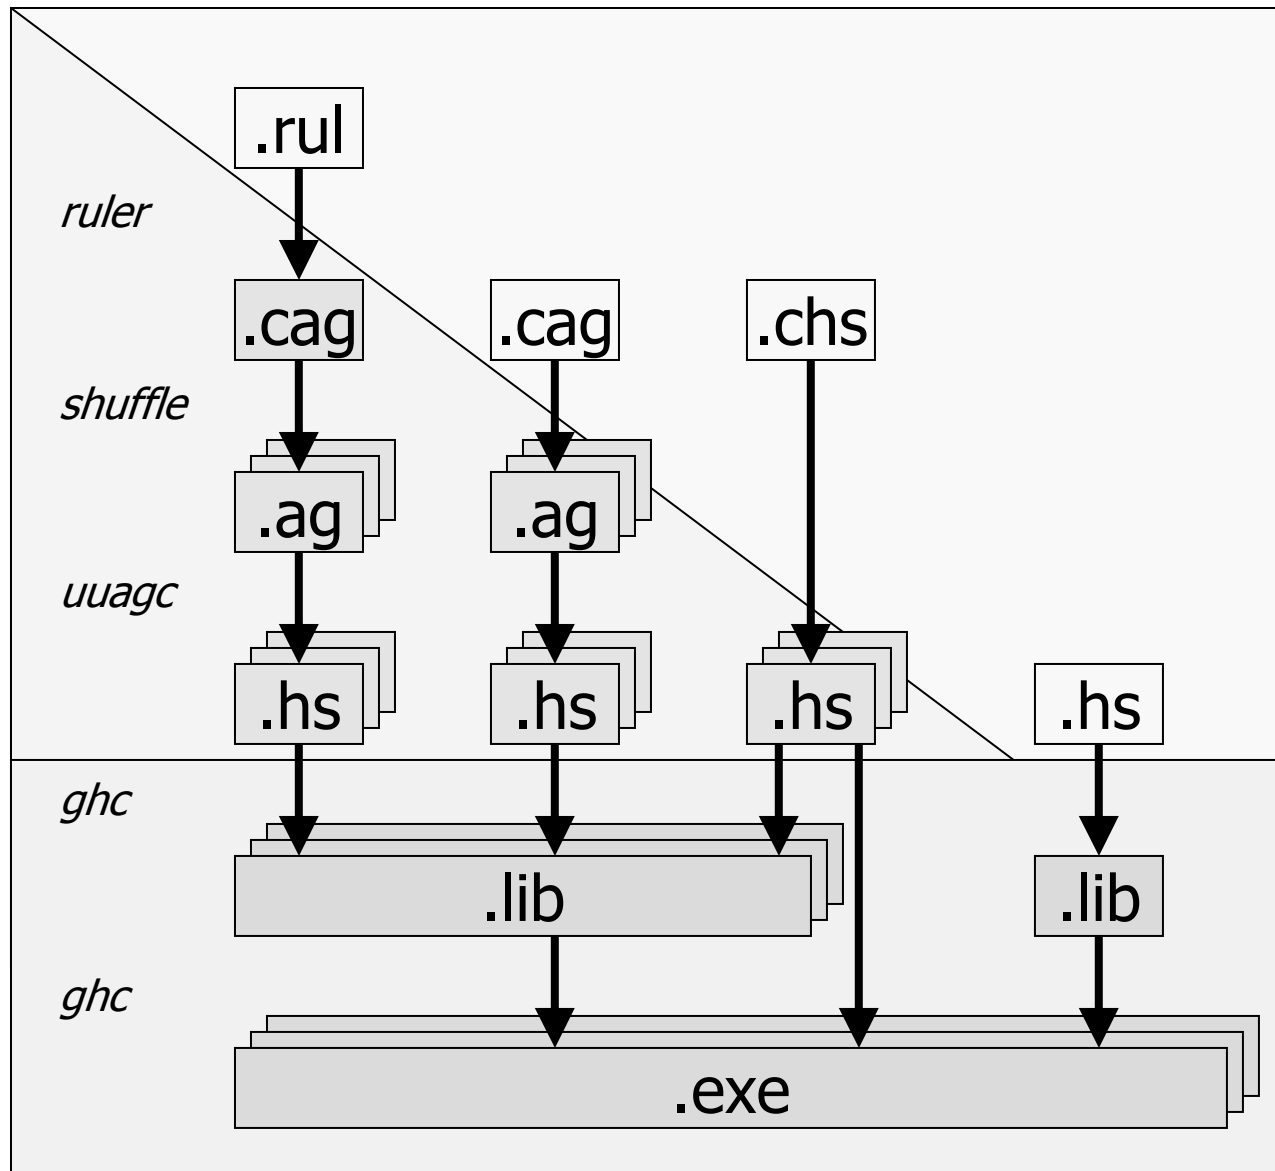 .rul
ruler
.cag .cag .chs
shuffle
.ag .ag
uuagc
.hs .hs .hs .hs
ghc
.lib .lib
ghc
.exe